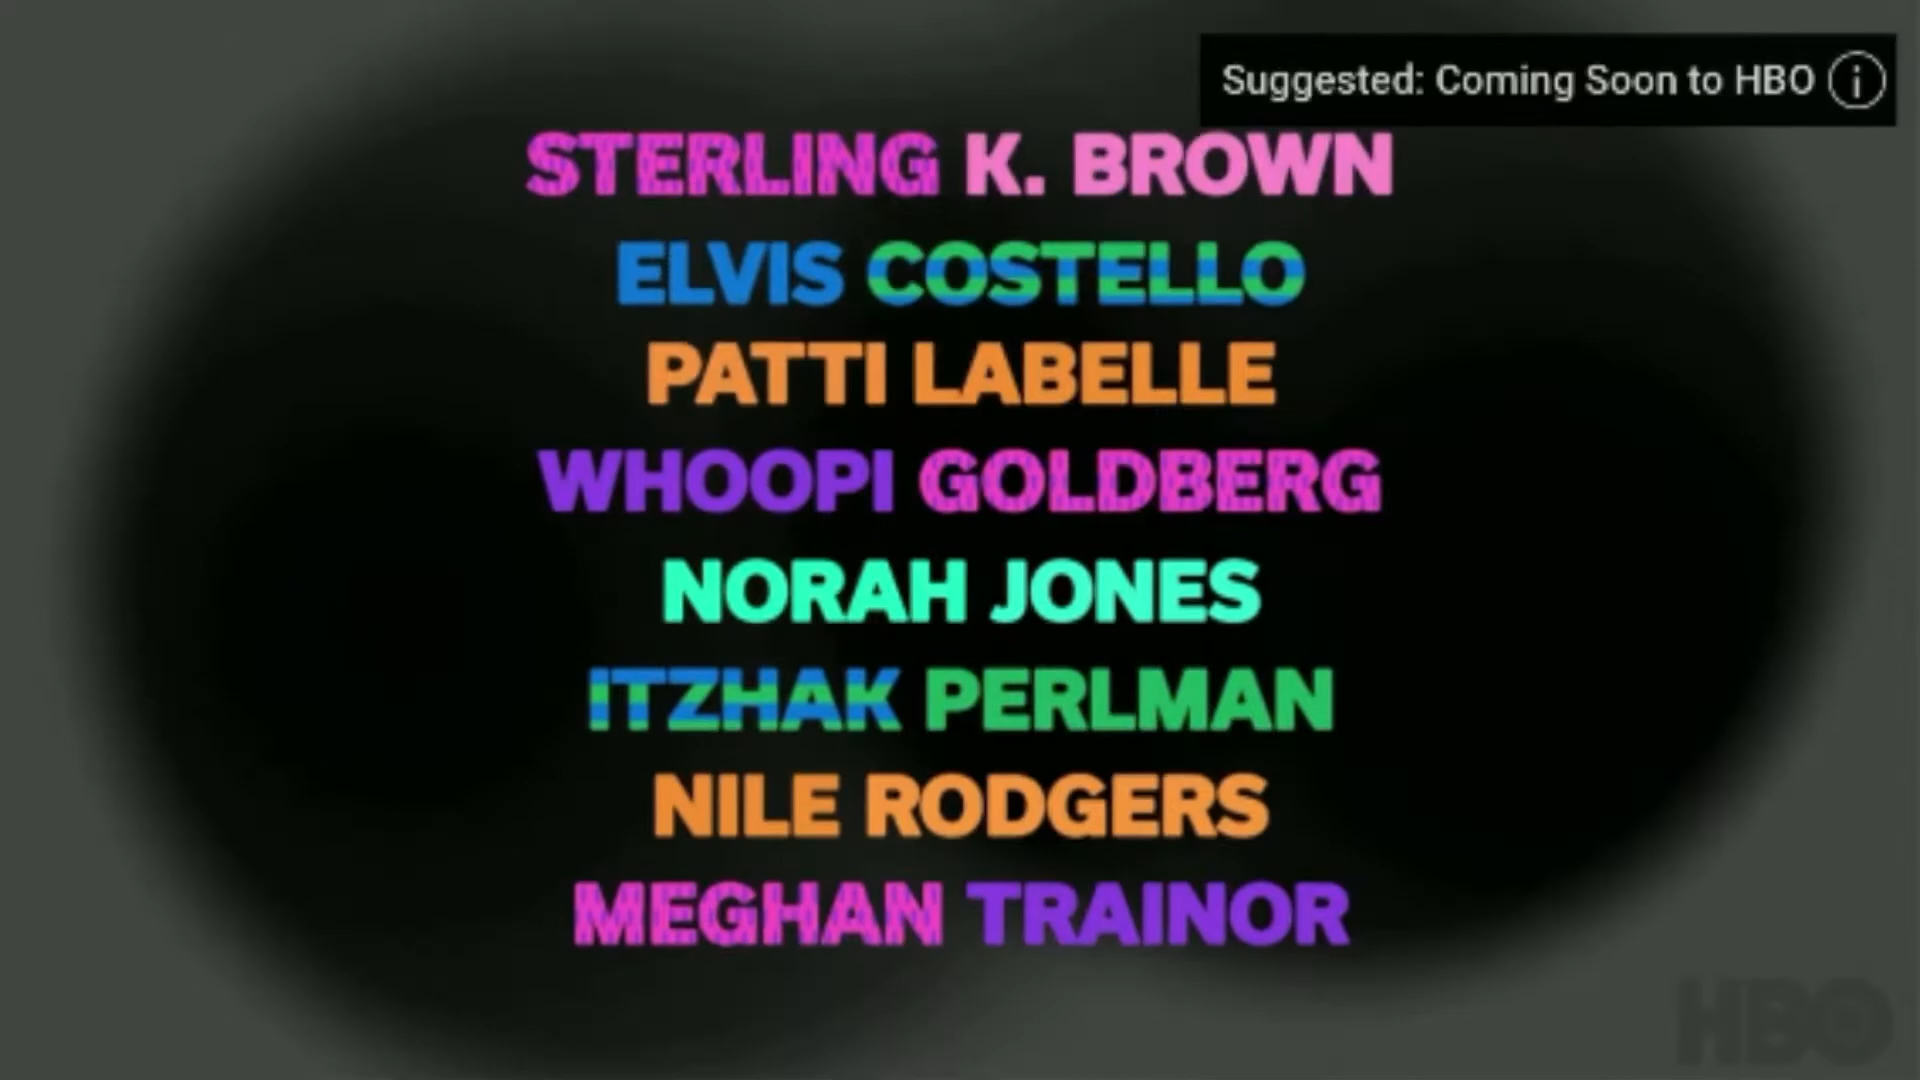 Suggested: Coming Soon to HBO
STERLING K. BROWN
ELVIS COSTELLO
PATTI LABELLE
WHOOPI GOLDBERG
NORAH JONES
ITZHAK PERLMAN
NILE RODGERS
MEGHAN TRAINOR
HBO